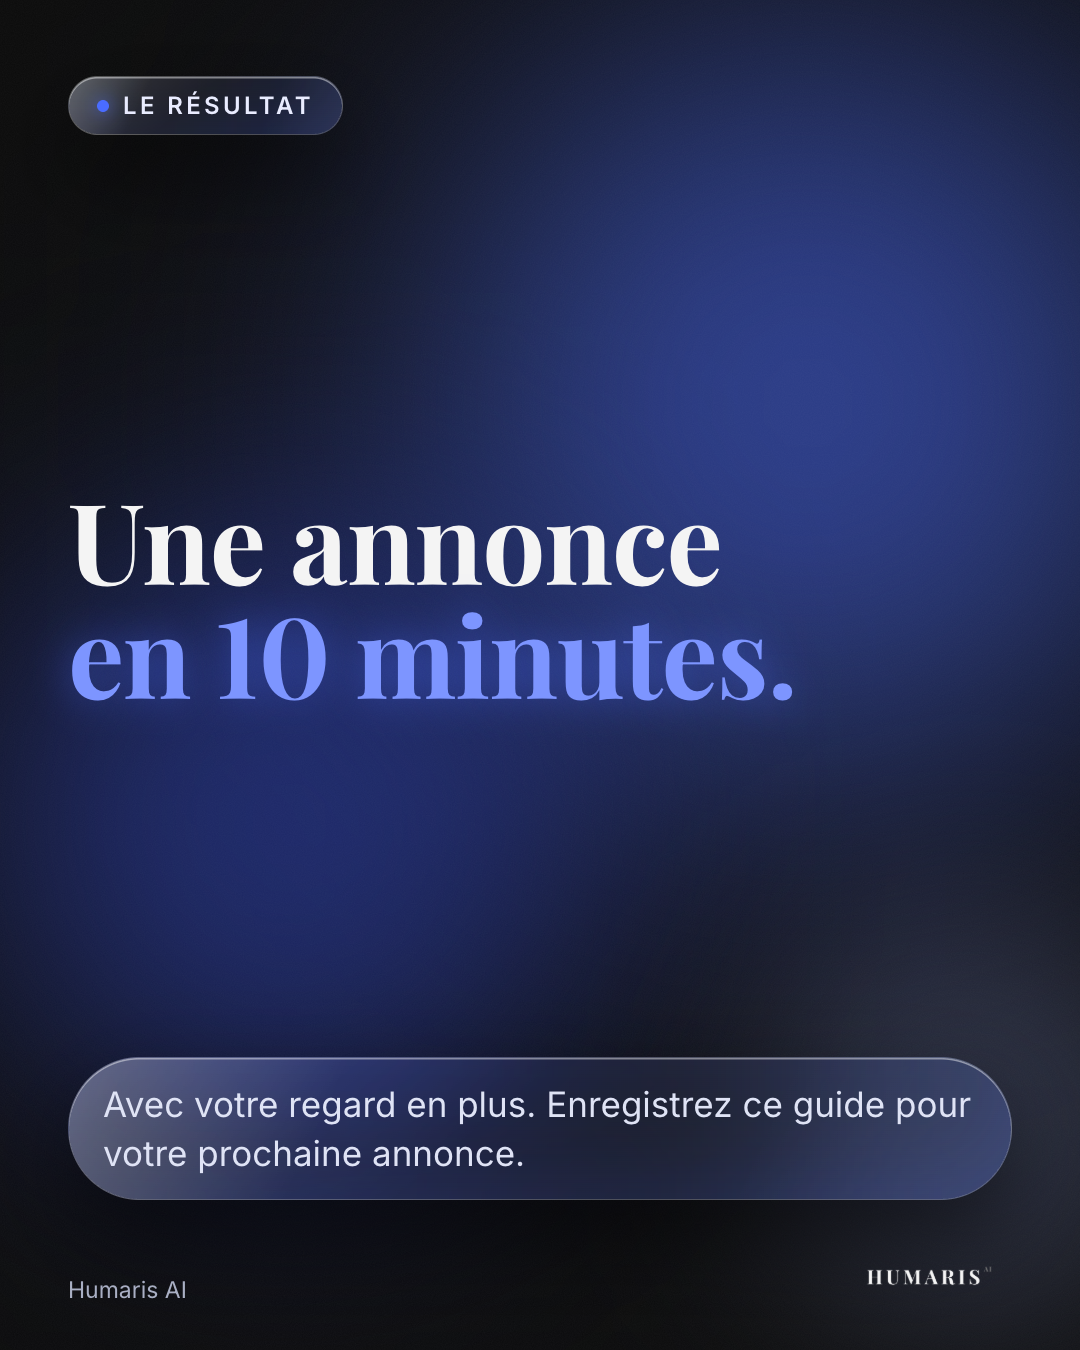 LE RÉSULTAT
Une annonce
en 10 minutes.
Avec votre regard en plus. Enregistrez ce guide pour
votre prochaine annonce.
Humaris AI
HUMARIS AI